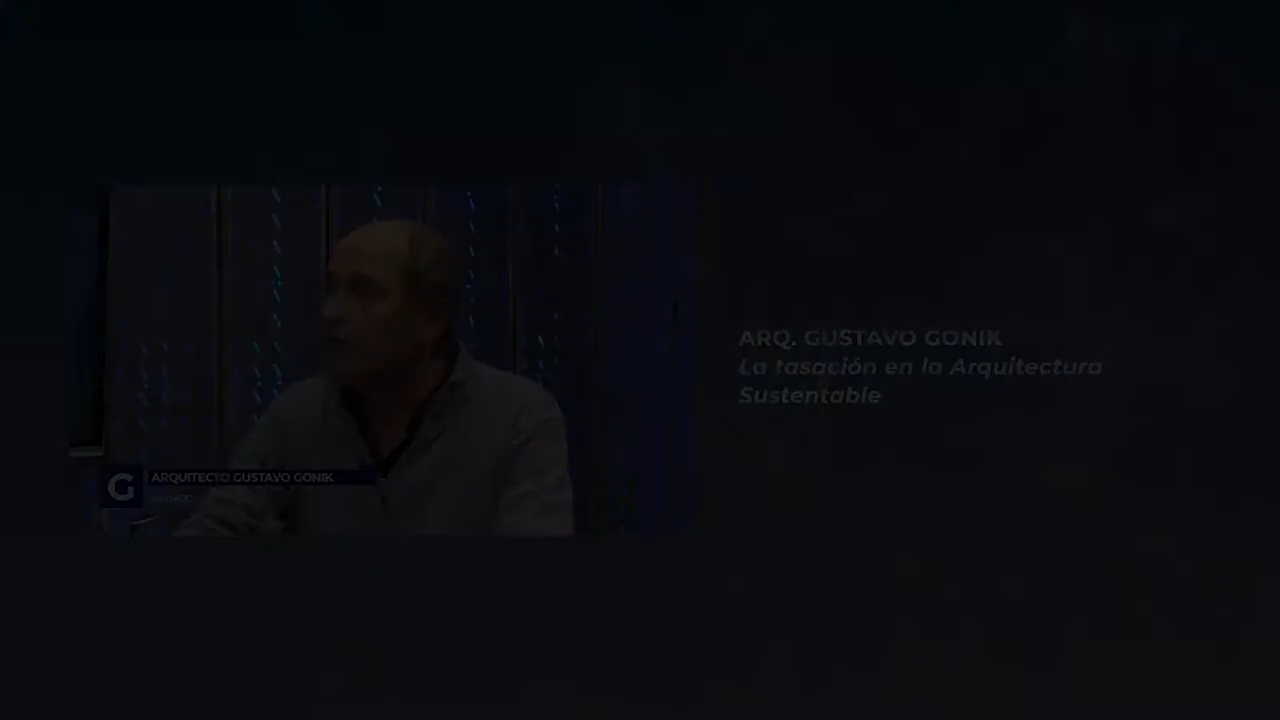 ARQ. GUSTAVO GONIK
La tasación en la Arquitectura
Sustentable
G
ARQUITECTO GUSTAVO GONIK